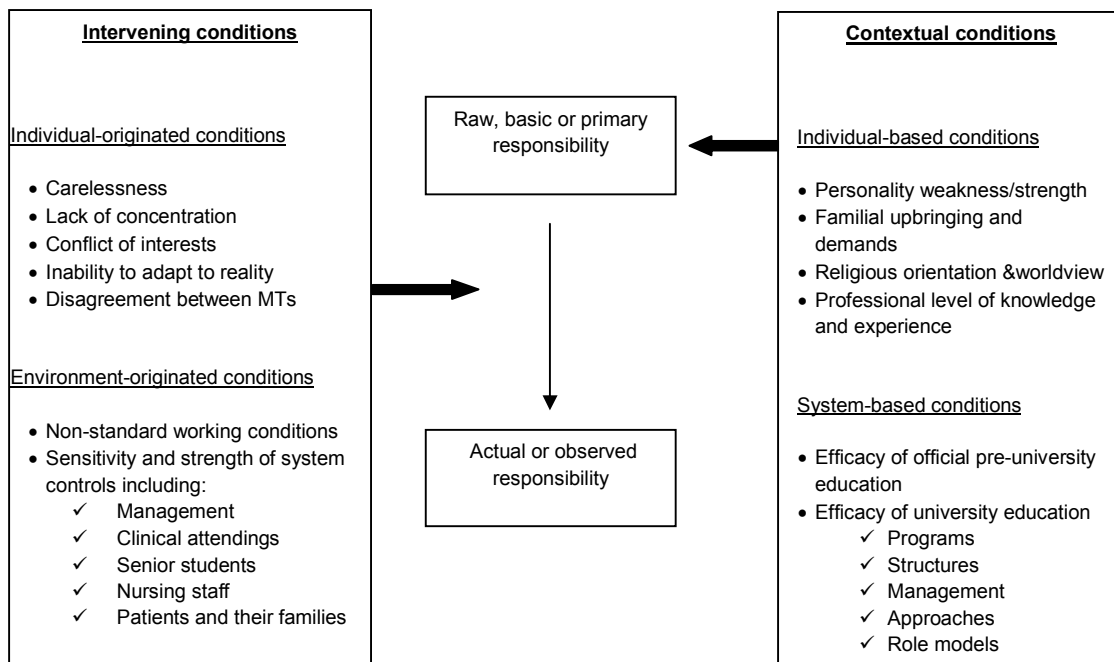 Intervening conditions
Individual-originated conditions
• Carelessness
• Lack of concentration
• Conflict of interests
• Inability to adapt to reality
• Disagreement between MTs
Environment-originated conditions
• Non-standard working conditions
• Sensitivity and strength of system
controls including:
✓ Management
✓ Clinical attendings
✓ Senior students
✓ Nursing staff
✓ Patients and their families
Raw, basic or primary
responsibility
Actual or observed
responsibility
Contextual conditions
Individual-based conditions
• Personality weakness/strength
• Familial upbringing and
demands
• Religious orientation &worldview
• Professional level of knowledge
and experience
System-based conditions
• Efficacy of official pre-university
education
• Efficacy of university education
✓ Programs
✓ Structures
✓ Management
✓ Approaches
✓ Role models